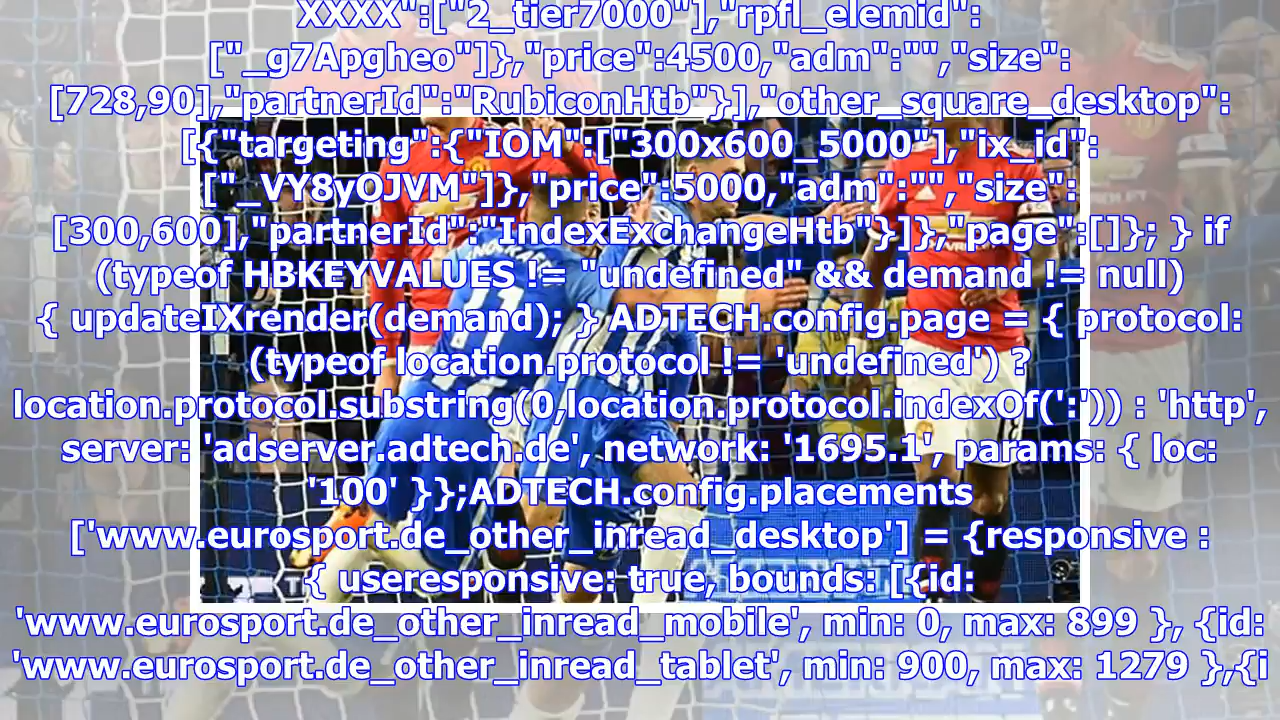 XXXX":["2_tier7000"],"rpfl_elemid":
["_g7Apgheo"]},"price":4500,"adm":"","size":
[728,90],"partnerId":"RubiconHtb"}],"other_square_desktop":
[{"targeting":{"IOM":["300x600_5000"],"ix_id":
["_VY8yOJVM"]},"price":5000,"adm":"","size":
[300,600],"partnerId":"IndexExchangeHtb"}]},"page":[]}; } if
(typeof HBKEYVALUES != "undefined" && demand != null)
{ updateIXrender(demand); } ADTECH.config.page = { protocol:
(typeof location.protocol != 'undefined') ?
location.protocol.substring(0,location.protocol.indexOf(':')) : 'http',
server: 'adserver.adtech.de', network: '1695.1', params: { loc:
'100' }};ADTECH.config.placements
['www.eurosport.de_other_inread_desktop'] = {responsive :
{ useresponsive: true, bounds: [{id:
'www.eurosport.de_other_inread_mobile', min: 0, max: 899 }, {id:
'www.eurosport.de_other_inread_tablet', min: 900, max: 1279 },{i